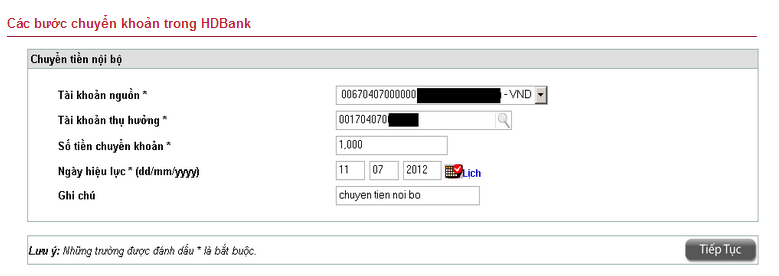 Các bước chuyển khoản trong HDBank
Chuyển tiền nội bộ
Tài khoản nguồn * 00670407000000 - VND
Tài khoản thụ hưởng * 001704070
Số tiền chuyển khoản * 1,000
Ngày hiệu lực * (dd/mm/yyyy) 11 07 2012 Lịch
Ghi chú chuyen tien noi bo
Lưu ý: Những trường được đánh dấu * là bắt buộc. Tiếp Tục